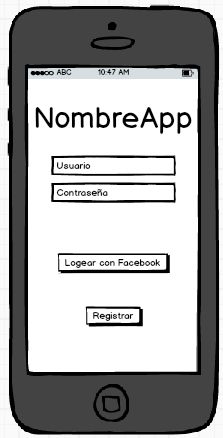 ABC 10:47 AM
NombreApp
Usuario
Contraseña
Logear con Facebook
Registrar